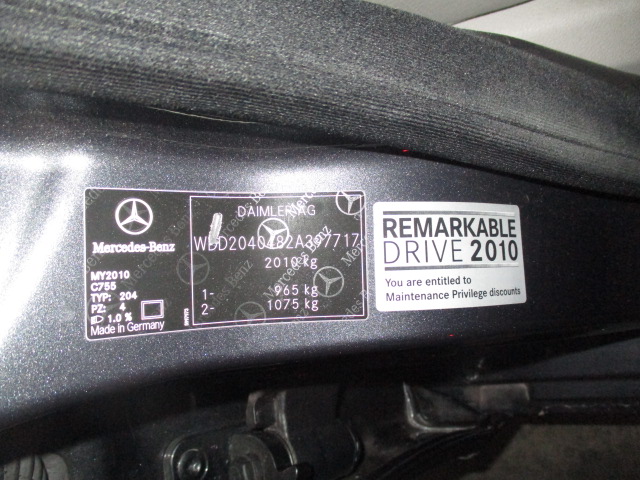 Mercedes-Benz
MY2010
C755
TYP: 204
PZ: 4
1.0 %
Made in Germany
DAIMLER AG
2010 kg
1- 965 kg
2- 1075 kg
REMARKABLE
DRIVE 2010
You are entitled to
Maintenance Privilege discounts